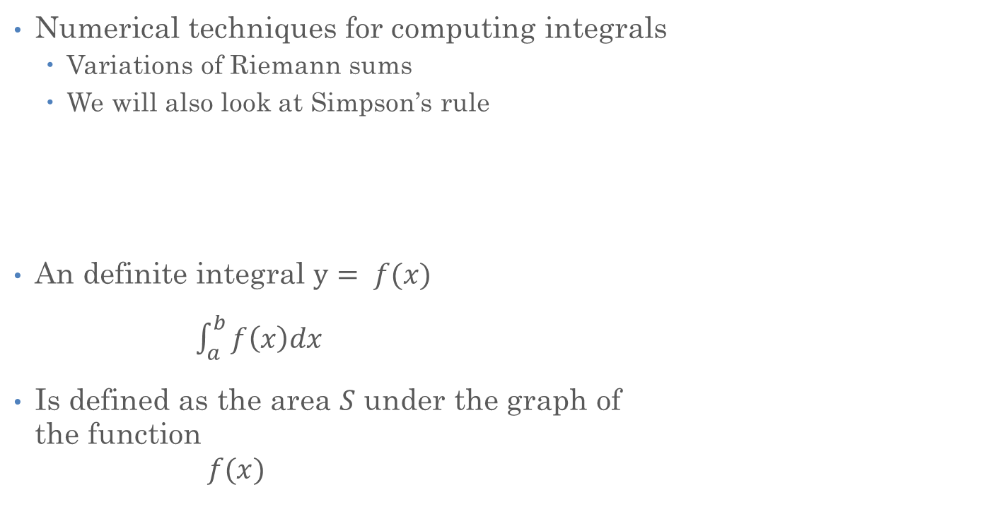 • Numerical techniques for computing integrals
• Variations of Riemann sums
• We will also look at Simpson’s rule
• An definite integral y = f(x)
∫_a^b f(x)dx
• Is defined as the area S under the graph of
the function
f(x)